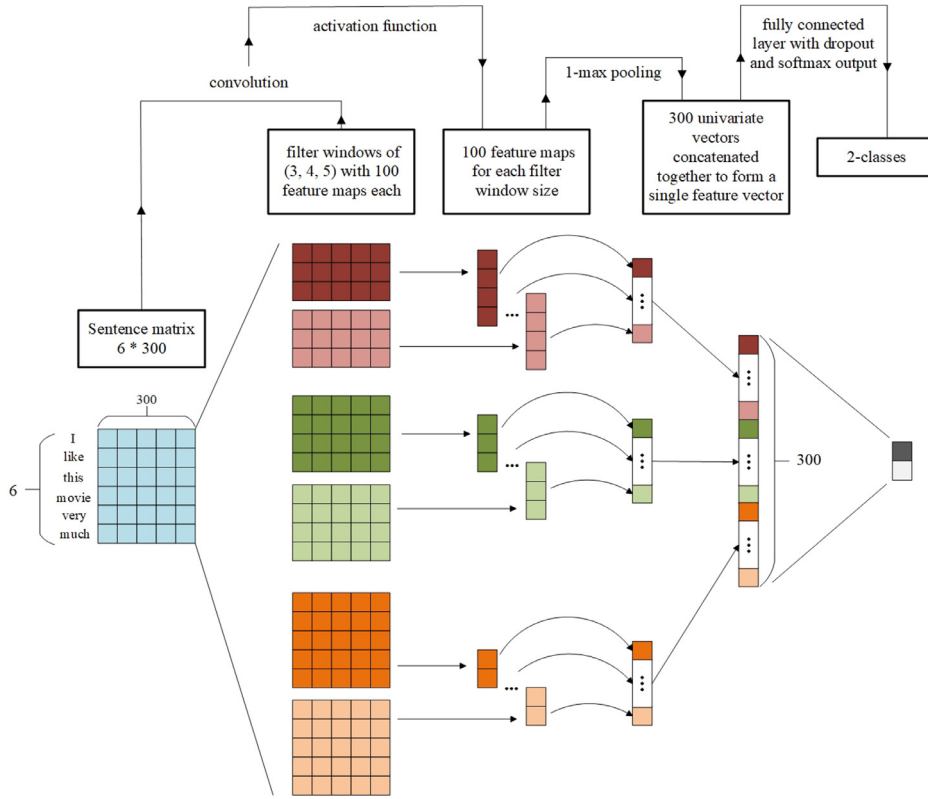 activation function
convolution
1-max pooling
fully connected
layer with dropout
and softmax output
filter windows of
(3, 4, 5) with 100
feature maps each
100 feature maps
for each filter
window size
300 univariate
vectors
concatenated
together to form a
single feature vector
2-classes
Sentence matrix
6 * 300
300
6
I
like
this
movie
very
much
...
...
...
300